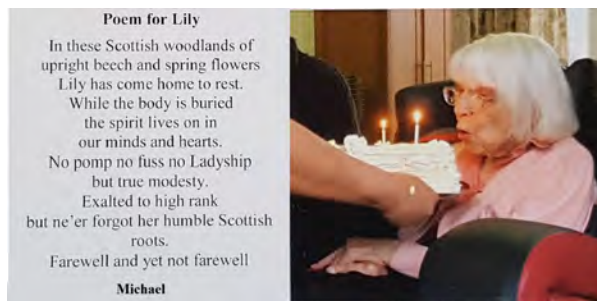 Poem for Lily
In these Scottish woodlands of
upright beech and spring flowers
Lily has come home to rest.
While the body is buried
the spirit lives on in
our minds and hearts.
No pomp no fuss no Ladyship
but true modesty.
Exalted to high rank
but ne'er forgot her humble Scottish
roots.
Farewell and yet not farewell
Michael